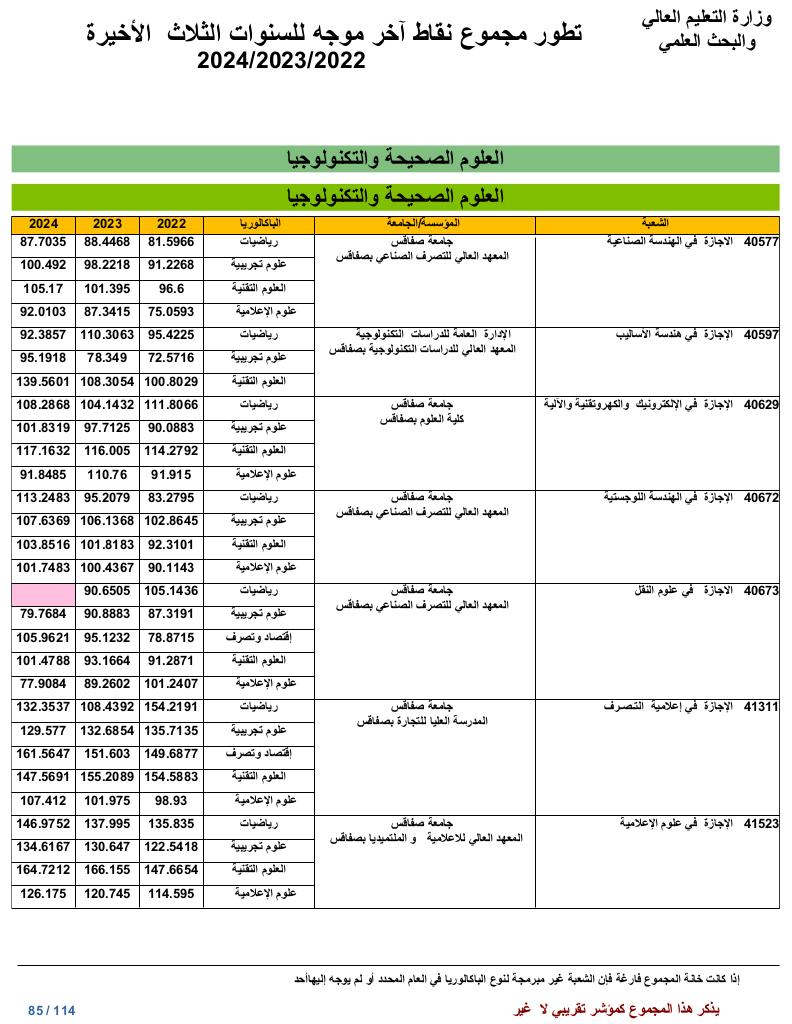 وزارة التعليم العالي
والبحث العلمي
تطور مجموع نقاط آخر موجه للسنوات الثلاث الأخيرة
2024/2023/2022
العلوم الصحيحة والتكنولوجيا
العلوم الصحيحة والتكنولوجيا
الشعبة المؤسسة/الجامعة الباكالوريا 2022 2023 2024
40577 الاجازة في الهندسة الصناعية جامعة صفاقس رياضيات 81.5966 88.4468 87.7035
المعهد العالي للتصرف الصناعي بصفاقس علوم تجريبية 91.2268 98.2218 100.492
العلوم التقنية 96.6 101.395 105.17
علوم الإعلامية 75.0593 87.3415 92.0103
40597 الإجازة في هندسة الأساليب الإدارة العامة للدراسات التكنولوجية رياضيات 95.4225 110.3063 92.3857
المعهد العالي للدراسات التكنولوجية بصفاقس علوم تجريبية 72.5716 78.349 95.1918
العلوم التقنية 100.8029 108.3054 139.5601
40629 الإجازة في الإلكترونيك والكهروتقنية والآلية جامعة صفاقس رياضيات 111.8066 104.1432 108.2868
كلية العلوم بصفاقس علوم تجريبية 90.0883 97.7125 101.8319
العلوم التقنية 114.2792 116.005 117.1632
علوم الإعلامية 91.915 110.76 91.8485
40672 الإجازة في الهندسة اللوجستية جامعة صفاقس رياضيات 83.2795 95.2079 113.2483
المعهد العالي للتصرف الصناعي بصفاقس علوم تجريبية 102.8645 106.1368 107.6369
العلوم التقنية 92.3101 101.8183 103.8516
علوم الإعلامية 90.1143 100.4367 101.7483
40673 الإجازة في علوم النقل جامعة صفاقس رياضيات 105.1436 90.6505
المعهد العالي للتصرف الصناعي بصفاقس علوم تجريبية 87.3191 90.8883 79.7684
إقتصاد وتصرف 78.8715 95.1232 105.9621
العلوم التقنية 91.2871 93.1664 101.4788
علوم الإعلامية 101.2407 89.2602 77.9084
41311 الاجازة في إعلامية التصرف جامعة صفاقس رياضيات 154.2191 108.4392 132.3537
المدرسة العليا للتجارة بصفاقس علوم تجريبية 135.7135 132.6854 129.577
إقتصاد وتصرف 149.6877 151.603 161.5647
العلوم التقنية 154.5883 155.2089 147.5691
علوم الإعلامية 98.93 101.975 107.412
41523 الإجازة في علوم الإعلامية جامعة صفاقس رياضيات 135.835 137.995 146.9752
المعهد العالي للاعلامية و الملتميديا بصفاقس علوم تجريبية 122.5418 130.647 134.6167
العلوم التقنية 147.6654 166.155 164.7212
علوم الإعلامية 114.595 120.745 126.175
إذا كانت خانة المجموع فارغة فإن الشعبة غير مبرمجة لنوع الباكالوريا في العام المحدد أو لم يوجه إليهاأحد
يذكر هذا المجموع كمؤشر تقريبي لا غير
85 / 114